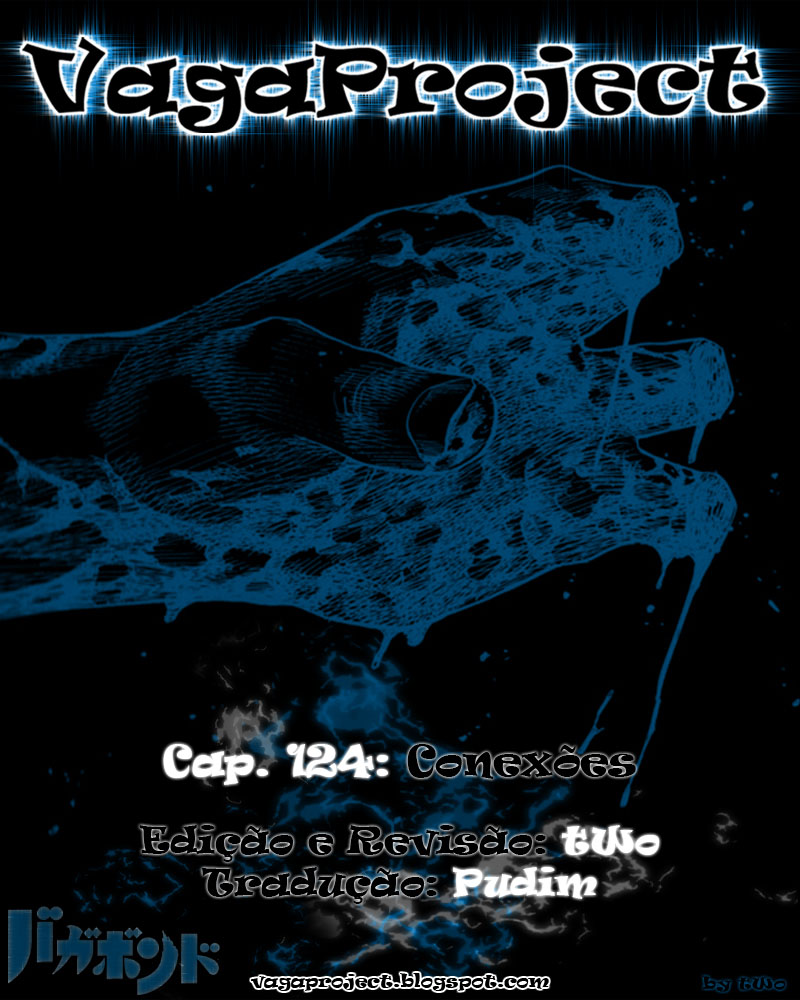 VagaProject
Cap. 124: Conexões
Edição e Revisão: tWo
Tradução: Pudim
バガボンド
vagaproject.blogspot.com
by tWo